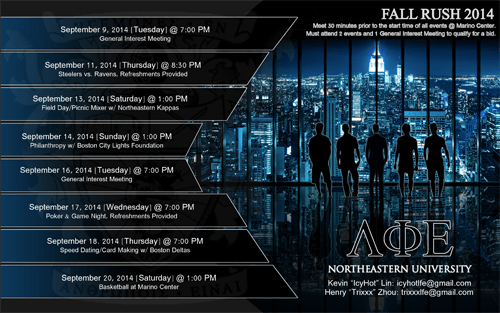 FALL RUSH 2014
Meet 30 minutes prior to the start time of all events @ Marino Center.
Must attend 2 events and 1 General Interest Meeting to qualify for a bid.
September 9, 2014 |Tuesday| @ 7:00 PM
General Interest Meeting
September 11, 2014 |Thursday| @ 8:30 PM
Steelers vs. Ravens, Refreshments Provided
September 13, 2014 |Saturday| @ 1:00 PM
Field Day/Picnic Mixer w/ Northeastern Kappas
September 14, 2014 |Sunday| @ 1:00 PM
Philanthropy w/ Boston City Lights Foundation
September 16, 2014 |Tuesday| @ 7:00 PM
General Interest Meeting
September 17, 2014 |Wednesday| @ 7:00 PM
Poker & Game Night, Refreshments Provided
September 18, 2014 |Thursday| @ 7:00 PM
Speed Dating/Card Making w/ Boston Deltas
September 20, 2014 |Saturday| @ 1:00 PM
Basketball at Marino Center
ΛΦΕ
NORTHEASTERN UNIVERSITY
Kevin "IcyHot" Lin: icyhotlfe@gmail.com
Henry "Trixxx" Zhou: trixxxlfe@gmail.com